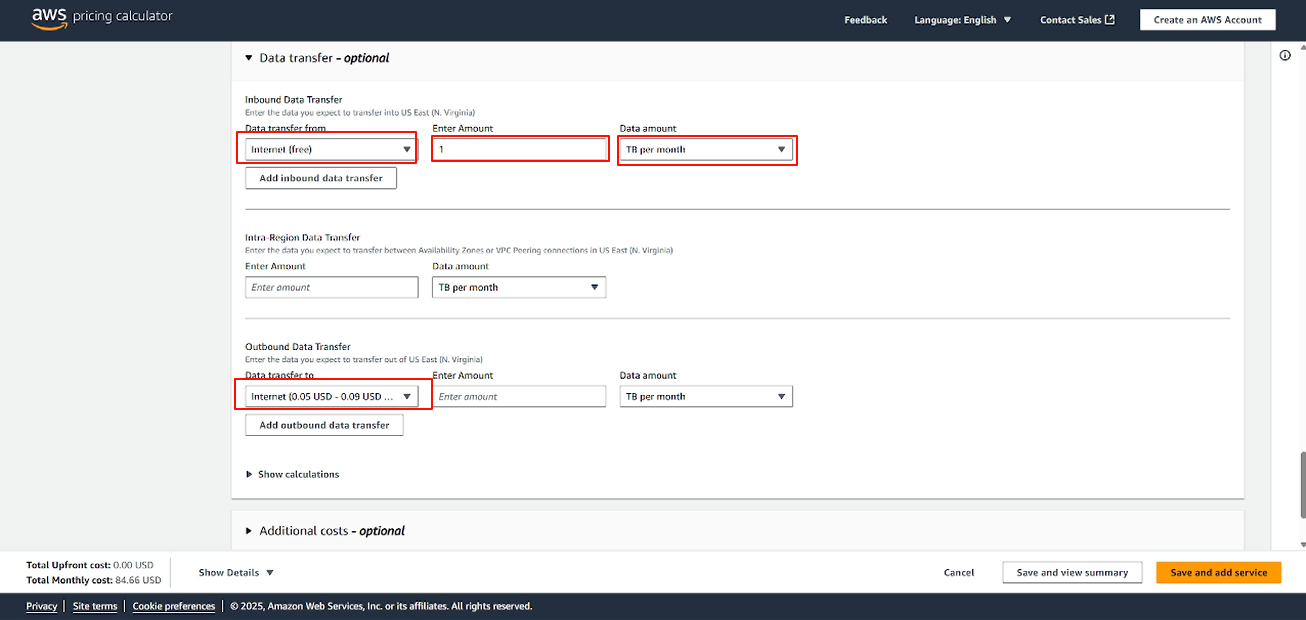 aws pricing calculator
Feedback
Language: English
Contact Sales
Create an AWS Account
Data transfer - optional
Inbound Data Transfer
Enter the data you expect to transfer into US East (N. Virginia)
Data transfer from
Enter Amount
Data amount
Internet (free)
1
TB per month
Add inbound data transfer
Intra-Region Data Transfer
Enter the data you expect to transfer between Availability Zones or VPC Peering connections in US East (N. Virginia)
Enter Amount
Data amount
Enter amount
TB per month
Outbound Data Transfer
Enter the data you expect to transfer out of US East (N. Virginia)
Data transfer to
Enter Amount
Data amount
Internet (0.05 USD - 0.09 USD ...
Enter amount
TB per month
Add outbound data transfer
Show calculations
Additional costs - optional
Total Upfront cost: 0.00 USD
Total Monthly cost: 84.66 USD
Show Details
Cancel
Save and view summary
Save and add service
Privacy | Site terms | Cookie preferences | © 2025, Amazon Web Services, Inc. or its affiliates. All rights reserved.